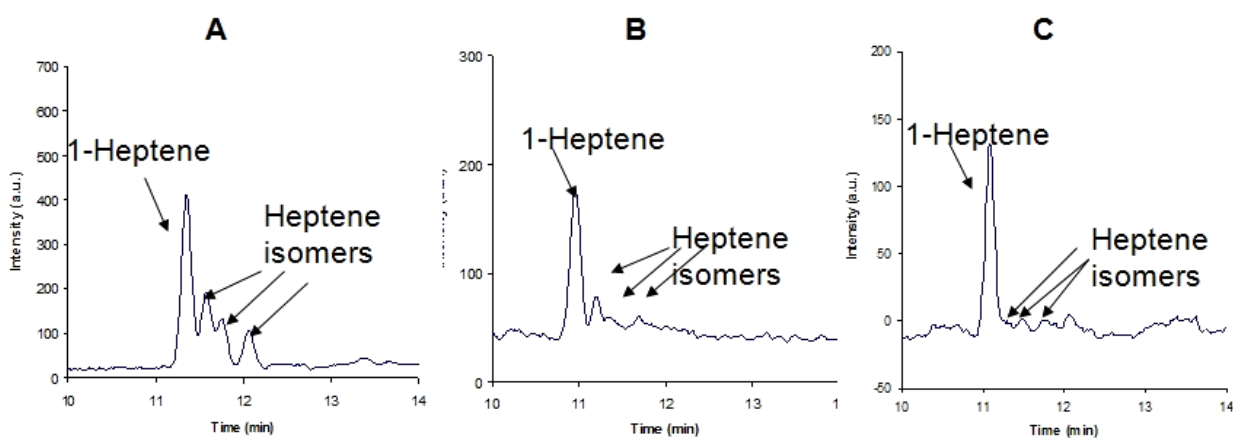 A
700
600
500
400
300
200
100
0
Intensity (a.u.)
1-Heptene
Heptene
isomers
10 11 12 13 14
Time (min)
B
300
200
100
0
1-Heptene
Heptene
isomers
10 11 12 13 1
Time (min)
C
200
150
100
50
0
-50
Intensity (a.u.)
1-Heptene
Heptene
isomers
10 11 12 13 14
Time (min)